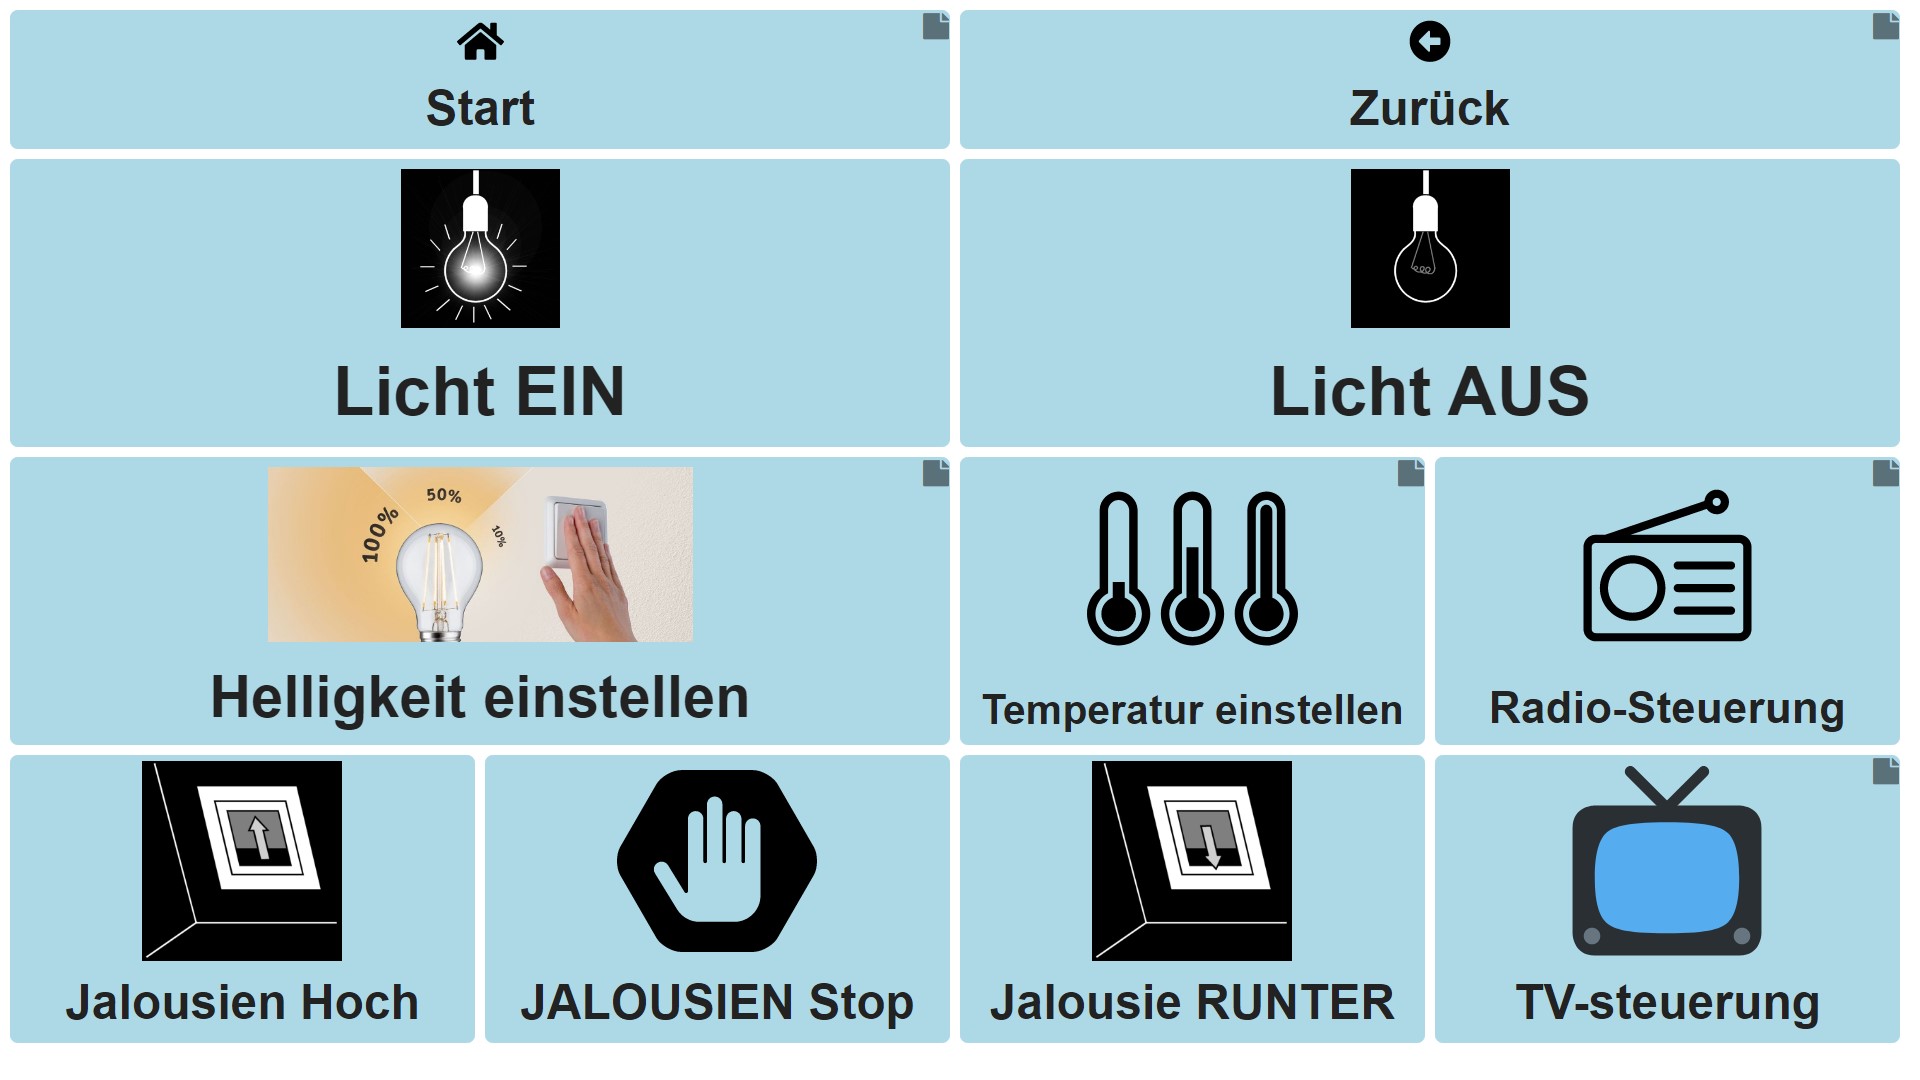 Start
Zurück
Licht EIN
Licht AUS
100%
50%
10%
Helligkeit einstellen
Temperatur einstellen
Radio-Steuerung
Jalousien Hoch
JALOUSIEN Stop
Jalousie RUNTER
TV-steuerung